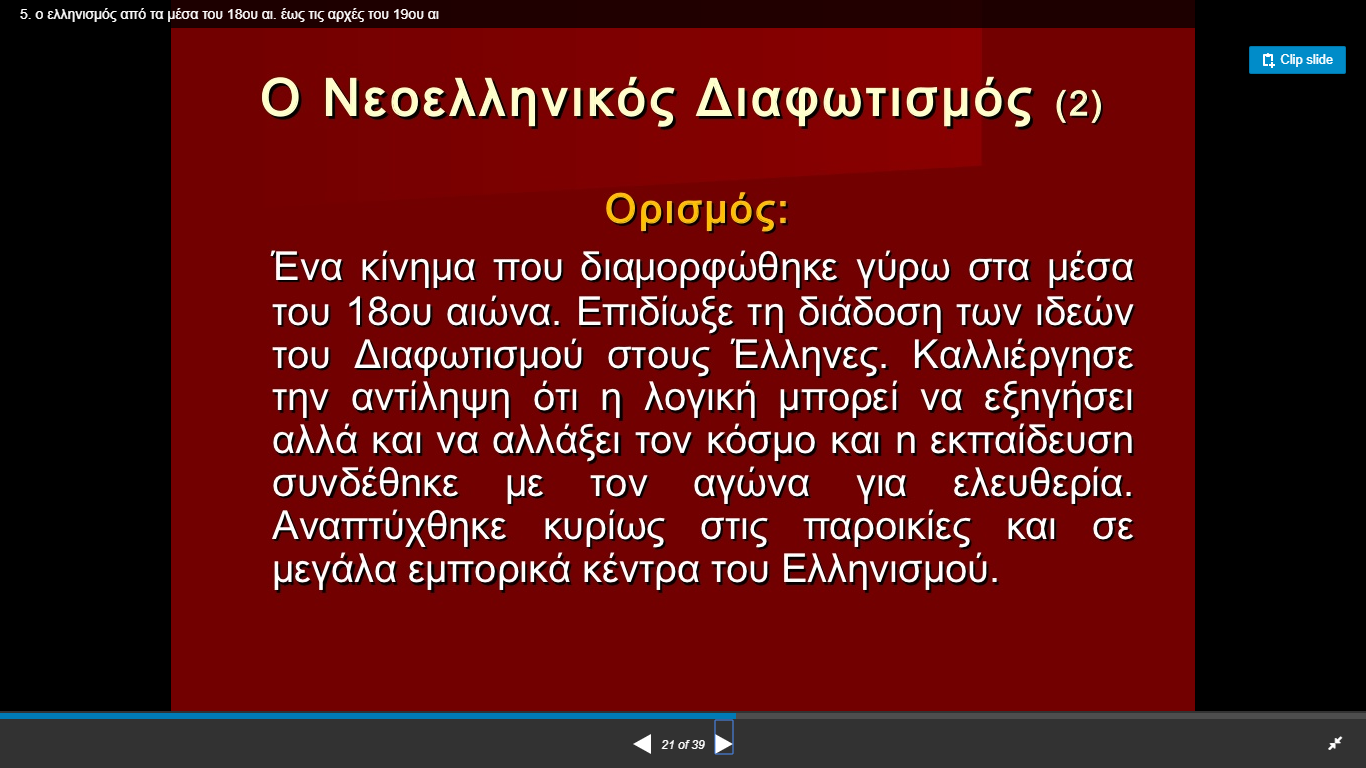 5. ο ελληνισμός από τα μέσα του 18ου αι. έως τις αρχές του 19ου αι
Clip slide
Ο Νεοελληνικός Διαφωτισμός (2)
Ορισμός:
Ένα κίνημα που διαμορφώθηκε γύρω στα μέσα
του 18ου αιώνα. Επιδίωξε τη διάδοση των ιδεών
του Διαφωτισμού στους Έλληνες. Καλλιέργησε
την αντίληψη ότι η λογική μπορεί να εξηγήσει
αλλά και να αλλάξει τον κόσμο και η εκπαίδευση
συνδέθηκε με τον αγώνα για ελευθερία.
Αναπτύχθηκε κυρίως στις παροικίες και σε
μεγάλα εμπορικά κέντρα του Ελληνισμού.
21 of 39